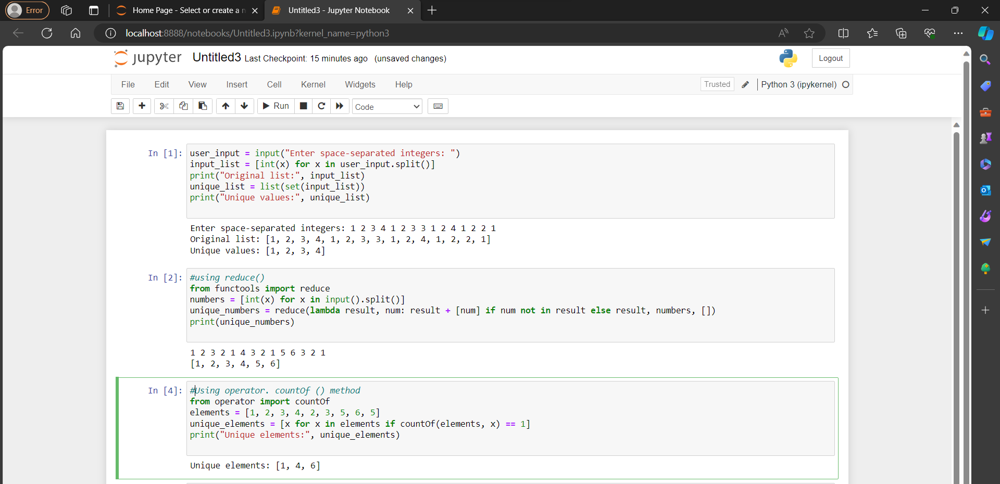 Error
Home Page - Select or create a n
Untitled3 - Jupyter Notebook
localhost:8888/notebooks/Untitled3.ipynb?kernel_name=python3
jupyter Untitled3 Last Checkpoint: 15 minutes ago (unsaved changes)
Logout
File Edit View Insert Cell Kernel Widgets Help
Trusted Python 3 (ipykernel)
Run Code
In [1]: user_input = input("Enter space-separated integers: ")
input_list = [int(x) for x in user_input.split()]
print("Original list:", input_list)
unique_list = list(set(input_list))
print("Unique values:", unique_list)
Enter space-separated integers: 1 2 3 4 1 2 3 3 1 2 4 1 2 2 1
Original list: [1, 2, 3, 4, 1, 2, 3, 3, 1, 2, 4, 1, 2, 2, 1]
Unique values: [1, 2, 3, 4]
In [2]: #using reduce()
from functools import reduce
numbers = [int(x) for x in input().split()]
unique_numbers = reduce(lambda result, num: result + [num] if num not in result else result, numbers, [])
print(unique_numbers)
1 2 3 2 1 4 3 2 1 5 6 3 2 1
[1, 2, 3, 4, 5, 6]
In [4]: #Using operator. countOf () method
from operator import countOf
elements = [1, 2, 3, 4, 2, 3, 5, 6, 5]
unique_elements = [x for x in elements if countOf(elements, x) == 1]
print("Unique elements:", unique_elements)
Unique elements: [1, 4, 6]